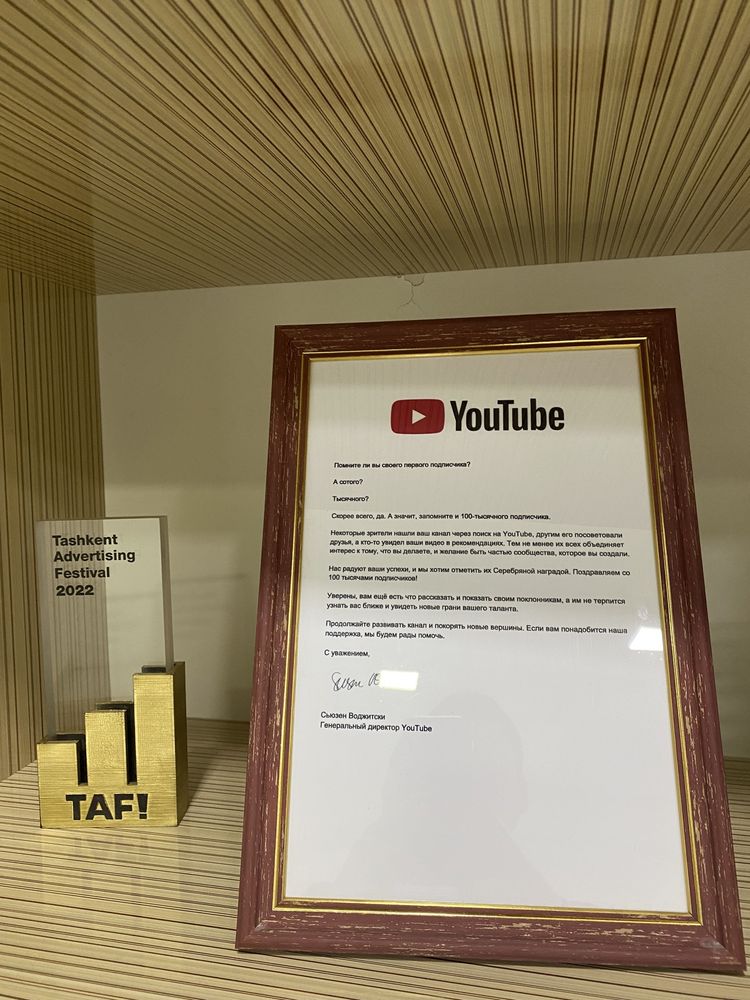 Tashkent
Advertising
Festival
2022
TAF!
YouTube
Помните ли вы своего первого подписчика?
А сотого?
Тысячного?
Скорее всего, да. А значит, запомните и 100-тысячного подписчика.
Некоторые зрители нашли ваш канал через поиск на YouTube, другим его посоветовали
друзья, а кто-то увидел ваши видео в рекомендациях. Тем не менее их всех объединяет
интерес к тому, что вы делаете, и желание быть частью сообщества, которое вы создали.
Нас радуют ваши успехи, и мы хотим отметить их Серебряной наградой. Поздравляем со
100 тысячами подписчиков!
Уверены, вам ещё есть что рассказать и показать своим поклонникам, а им не терпится
узнать вас ближе и увидеть новые грани вашего таланта.
Продолжайте развивать канал и покорять новые вершины. Если вам понадобится наша
поддержка, мы будем рады помочь.
С уважением,
Susan
Сьюзен Воджитски
Генеральный директор YouTube